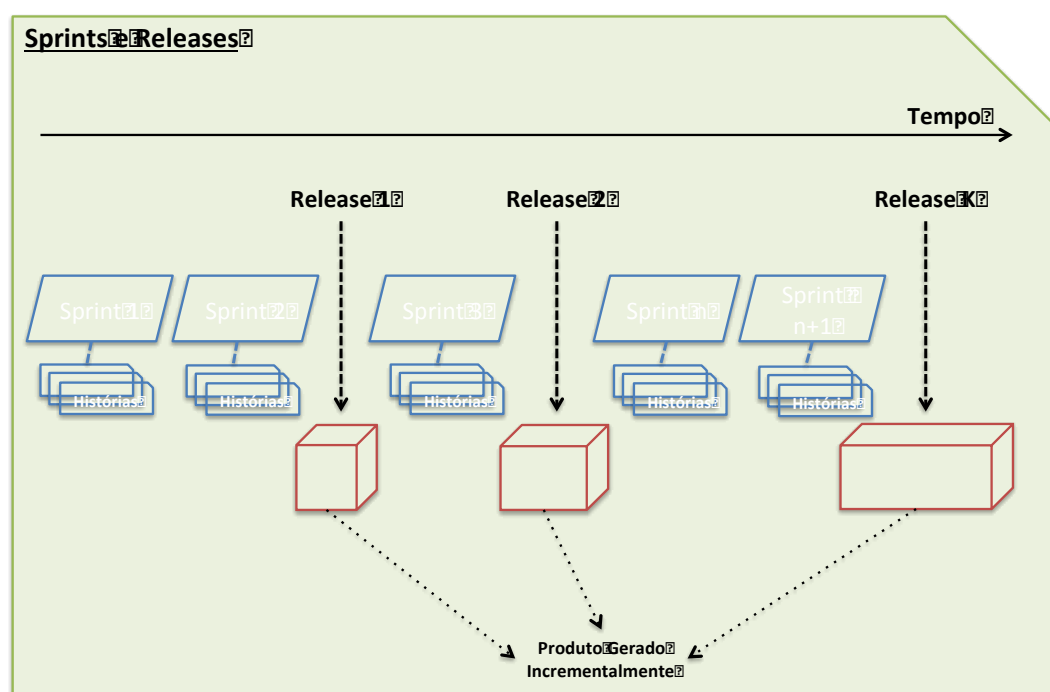 Sprints e Releases
Tempo
Release 1
Release 2
Release K
Sprint 1
Sprint 2
Sprint 3
Sprint n
Sprint
n+1
Histórias
Histórias
Histórias
Histórias
Histórias
Produto Gerado
Incrementalmente